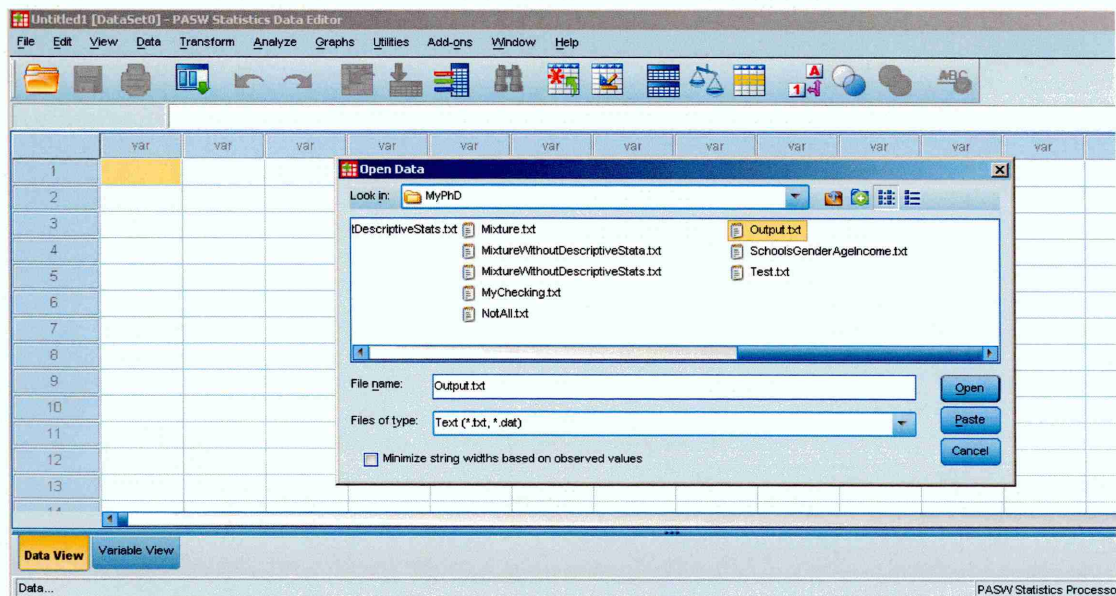 Untitled1 [DataSet0] - PASW Statistics Data Editor
File Edit View Data Transform Analyze Graphs Utilities Add-ons Window Help
A
1
ABC
var var var var var var var var var var var var
1
Open Data
2
Look in: MyPhD
3
tDescriptiveStats.txt Mixture.txt Output.txt
4
MixtureWithoutDescriptiveStata.txt SchoolsGenderAgeIncome.txt
5
MixtureWithoutDescriptiveStats.txt Test.txt
6
MyChecking.txt
7
NotAll.txt
8
9
File name: Output.txt Open
10
Files of type: Text (*.txt, *.dat) Paste
11
12
Minimize string widths based on observed values Cancel
13
14
Data View Variable View
Data... PASW Statistics Processo